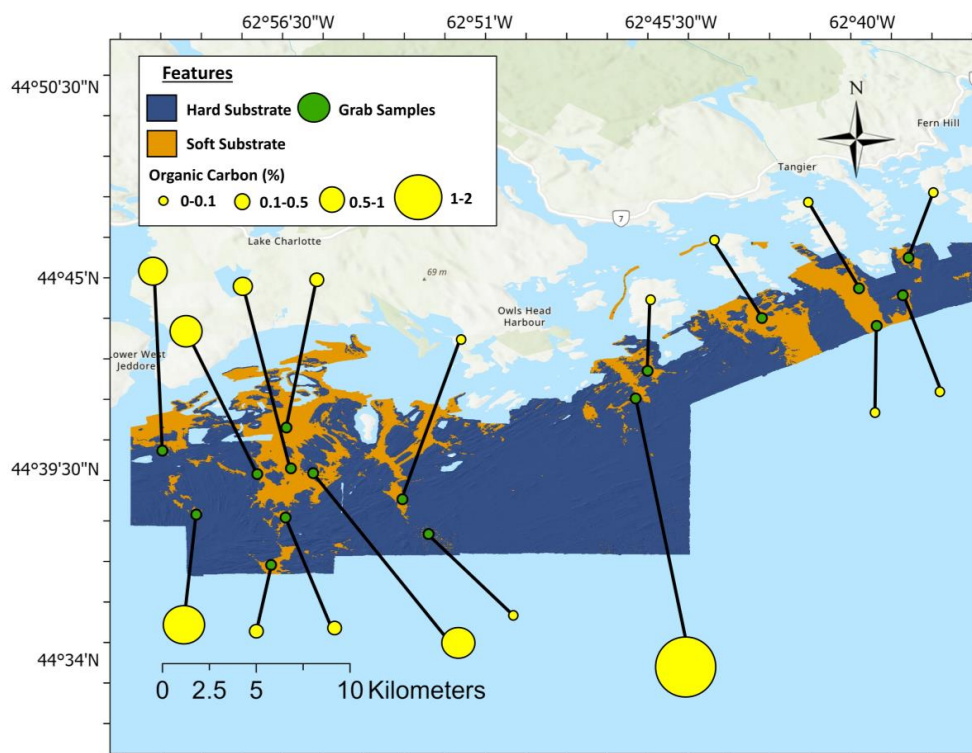 62°56'30"W 62°51'W 62°45'30"W 62°40'W
44°50'30"N
44°45'N
44°39'30"N
44°34'N
Features
Hard Substrate Grab Samples
Soft Substrate
Organic Carbon (%)
0-0.1 0.1-0.5 0.5-1 1-2
N
Fern Hill
Tangier
7
Lake Charlotte
69 m
Owls Head
Harbour
Lower West
Jeddore
0 2.5 5 10 Kilometers